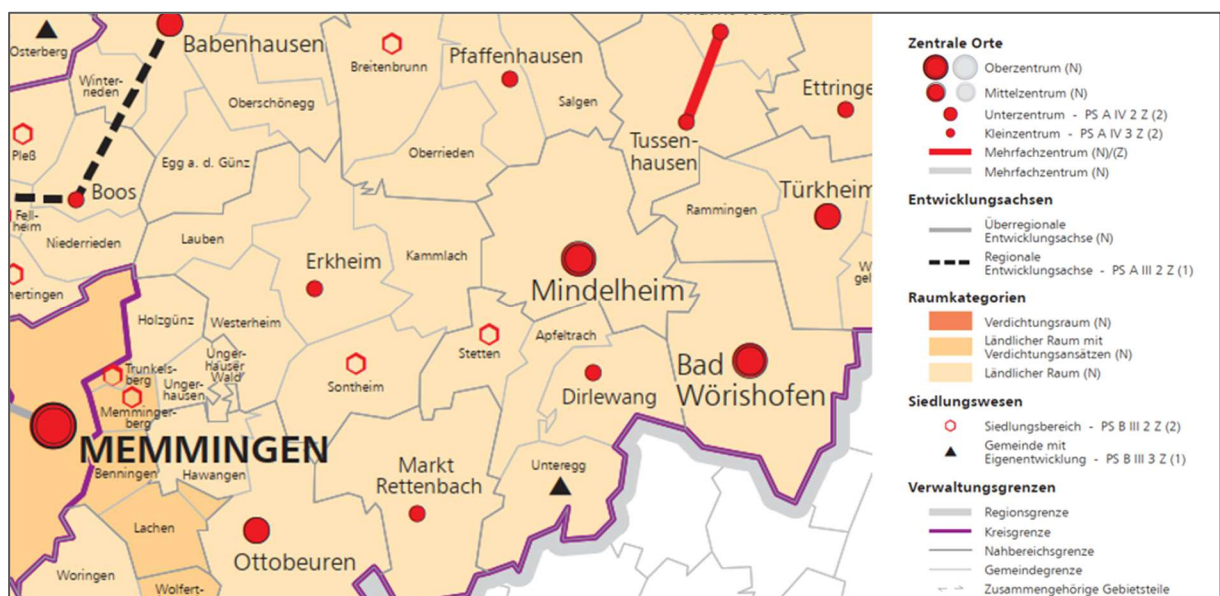 Osterberg
Babenhausen
Breitenbrunn
Pfaffenhausen
Ettringe
Winter-
rieden
Oberschönegg
Salgen
Pleß
Egg a. d. Günz
Oberrieden
Tussen-
hausen
Boos
Rammingen
Türkheim
Fell-
heim
Niederrieden
Lauben
Erkheim
Kammlach
W
gel
Mindelheim
nertingen
Holzgünz
Westerheim
Apfeltrach
Stetten
Unger-
Häuser
Wald
Trunkels-
berg
Unger-
hausen
Sontheim
Bad
Wörishofen
Dirlewang
Memminger-
berg
MEMMINGEN
Benningen
Hawangen
Markt
Rettenbach
Unteregg
Lachen
Ottobeuren
Woringen
Wolfert-
Zentrale Orte
Oberzentrum (N)
Mittelzentrum (N)
Unterzentrum - PS A IV 2 Z (2)
Kleinzentrum - PS A IV 3 Z (2)
Mehrfachzentrum (N)/(Z)
Mehrfachzentrum (N)
Entwicklungsachsen
Überregionale
Entwicklungsachse (N)
Regionale
Entwicklungsachse - PS A III 2 Z (1)
Raumkategorien
Verdichtungsraum (N)
Ländlicher Raum mit
Verdichtungsansätzen (N)
Ländlicher Raum (N)
Siedlungswesen
Siedlungsbereich - PS B III 2 Z (2)
Gemeinde mit
Eigenentwicklung - PS B III 3 Z (1)
Verwaltungsgrenzen
Regionsgrenze
Kreisgrenze
Nahbereichsgrenze
Gemeindegrenze
Zusammengehörige Gebietsteile